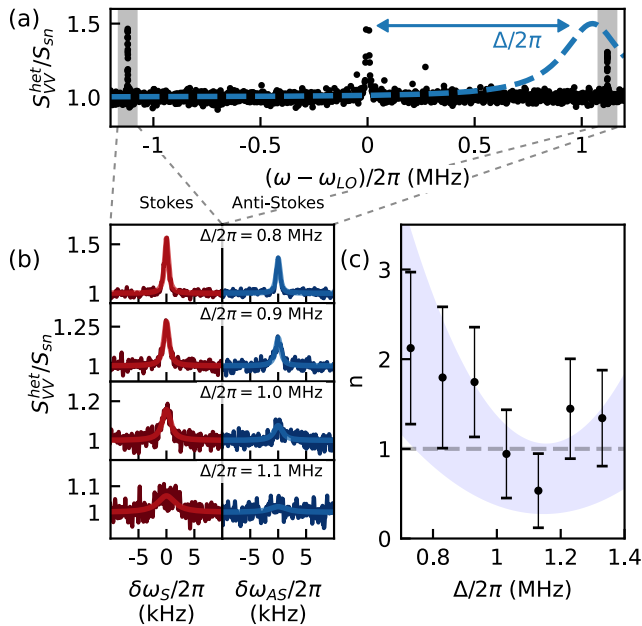 (a)
1.5
1.0
S_VV^het/S_sn
Δ/2π
-1 -0.5 0 0.5 1
(ω − ω_LO)/2π (MHz)
Stokes Anti-Stokes
(b)
Δ/2π = 0.8 MHz
1.5
1
Δ/2π = 0.9 MHz
1.25
1
Δ/2π = 1.0 MHz
1.2
1
Δ/2π = 1.1 MHz
1.1
1
S_VV^het/S_sn
-5 0 5 -5 0 5
δω_S/2π δω_AS/2π
(kHz) (kHz)
(c)
3
2
1
0
n
0.8 1 1.2 1.4
Δ/2π (MHz)